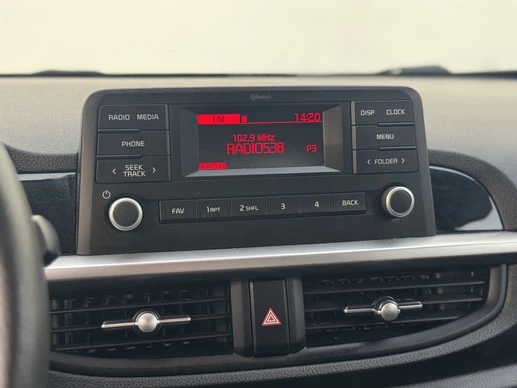 Bluetooth
RADIO MEDIA
PHONE
SEEK
TRACK
FM 14:20
102.9 MHz
RADIO538 P3
DISP CLOCK
MENU
FOLDER
FAV 1 RPT 2 SHFL 3 4 BACK